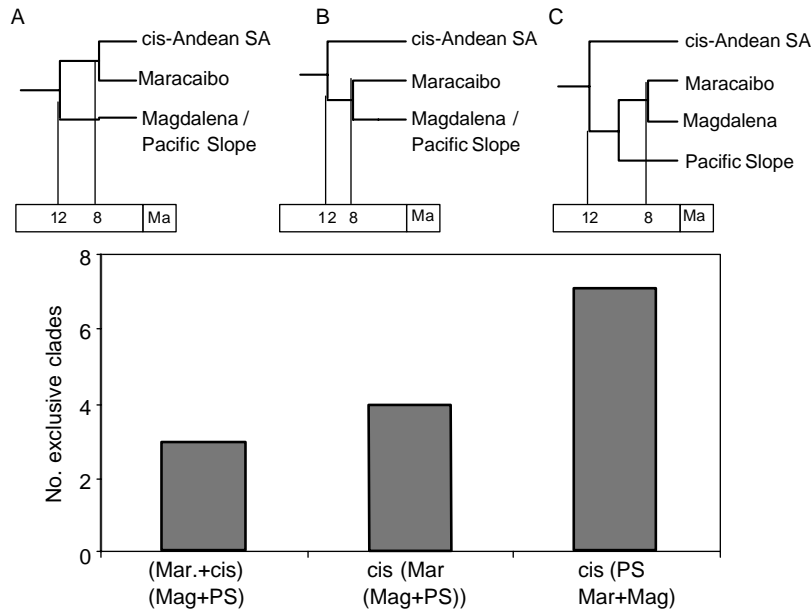 A
cis-Andean SA
Maracaibo
Magdalena /
Pacific Slope
12 8 Ma
B
cis-Andean SA
Maracaibo
Magdalena /
Pacific Slope
12 8 Ma
C
cis-Andean SA
Maracaibo
Magdalena
Pacific Slope
12 8 Ma
No. exclusive clades
8
6
4
2
0
(Mar.+cis)
(Mag+PS)
cis (Mar
(Mag+PS))
cis (PS
Mar+Mag)